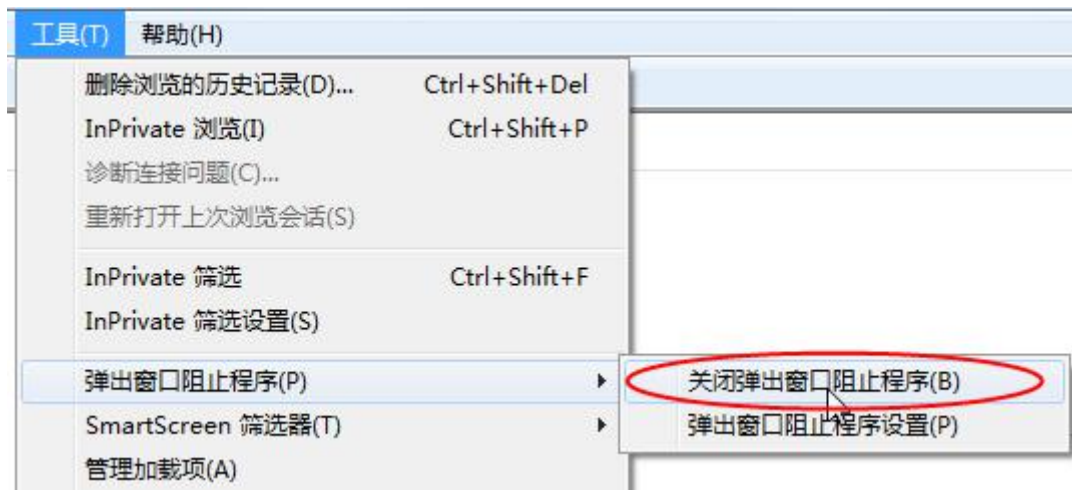 工具(T) 帮助(H)
删除浏览的历史记录(D)... Ctrl+Shift+Del
InPrivate 浏览(I) Ctrl+Shift+P
诊断连接问题(C)...
重新打开上次浏览会话(S)
InPrivate 筛选 Ctrl+Shift+F
InPrivate 筛选设置(S)
弹出窗口阻止程序(P) 关闭弹出窗口阻止程序(B)
SmartScreen 筛选器(T) 弹出窗口阻止程序设置(P)
管理加载项(A)